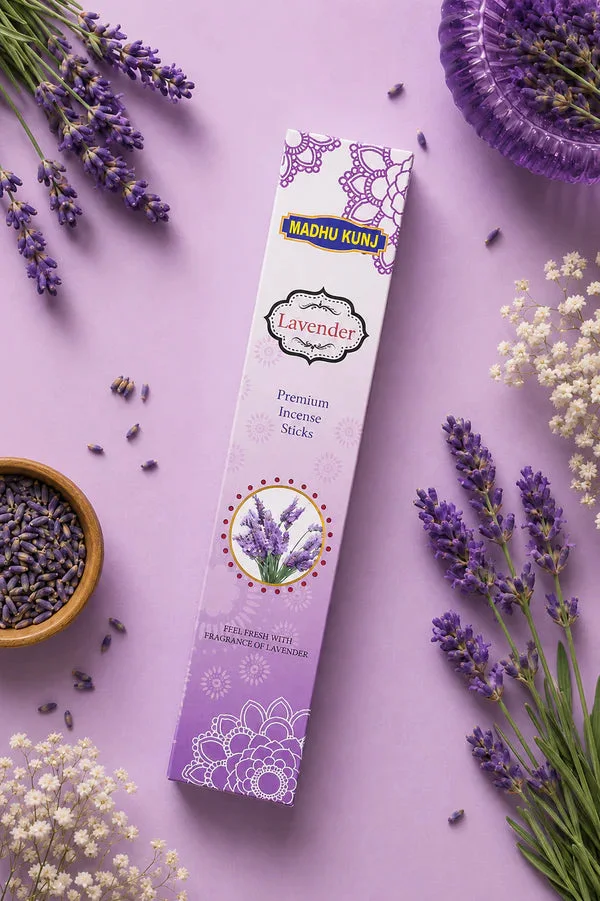 MADHU KUNJ
Lavender
Premium
Incense
Sticks
FEEL FRESH WITH
FRAGRANCE OF LAVENDER